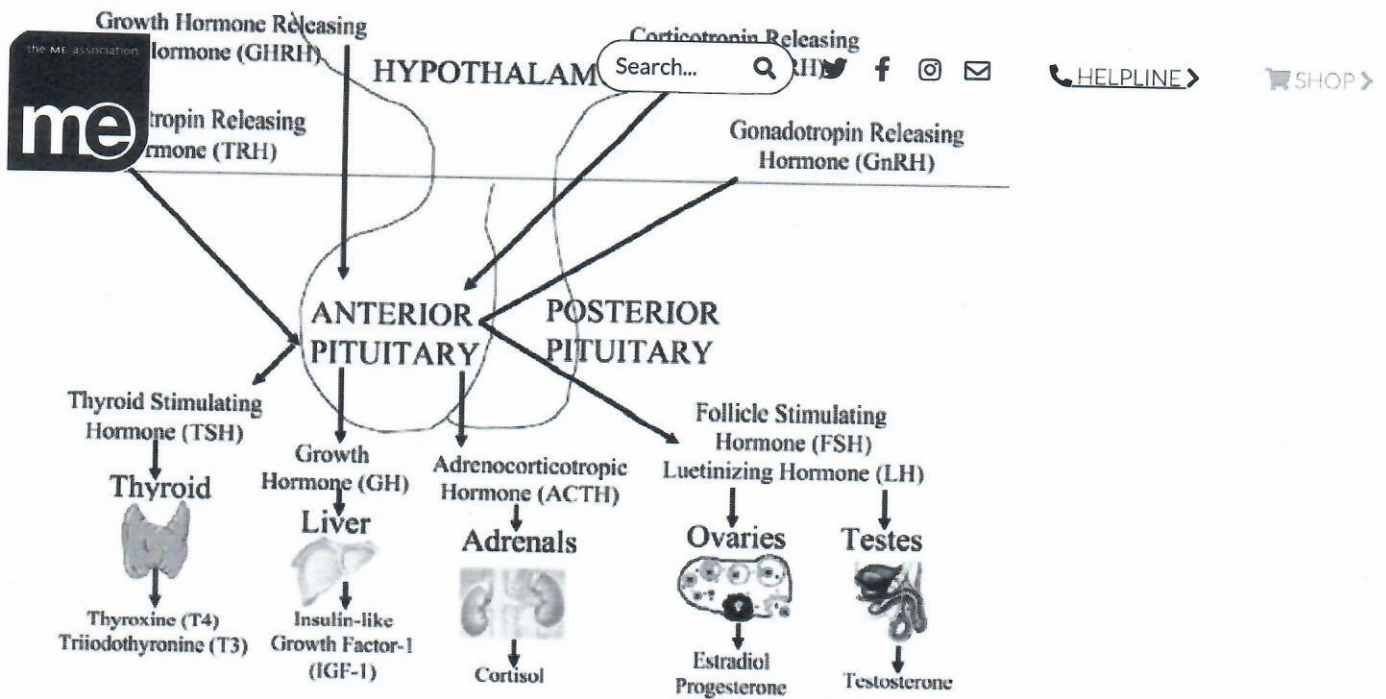 Growth Hormone Releasing
Hormone (GHRH)
the ME association
me
tropin Releasing
rmone (TRH)
HYPOTHALAM
Corticotropin Releasing
RH)
Search...
HELPLINE
SHOP
Gonadotropin Releasing
Hormone (GnRH)
ANTERIOR
PITUITARY
POSTERIOR
PITUITARY
Thyroid Stimulating
Hormone (TSH)
Thyroid
Thyroxine (T4)
Triiodothyronine (T3)
Growth
Hormone (GH)
Liver
Insulin-like
Growth Factor-1
(IGF-1)
Adrenocorticotropic
Hormone (ACTH)
Adrenals
Cortisol
Follicle Stimulating
Hormone (FSH)
Luetinizing Hormone (LH)
Ovaries
Estradiol
Progesterone
Testes
Testosterone